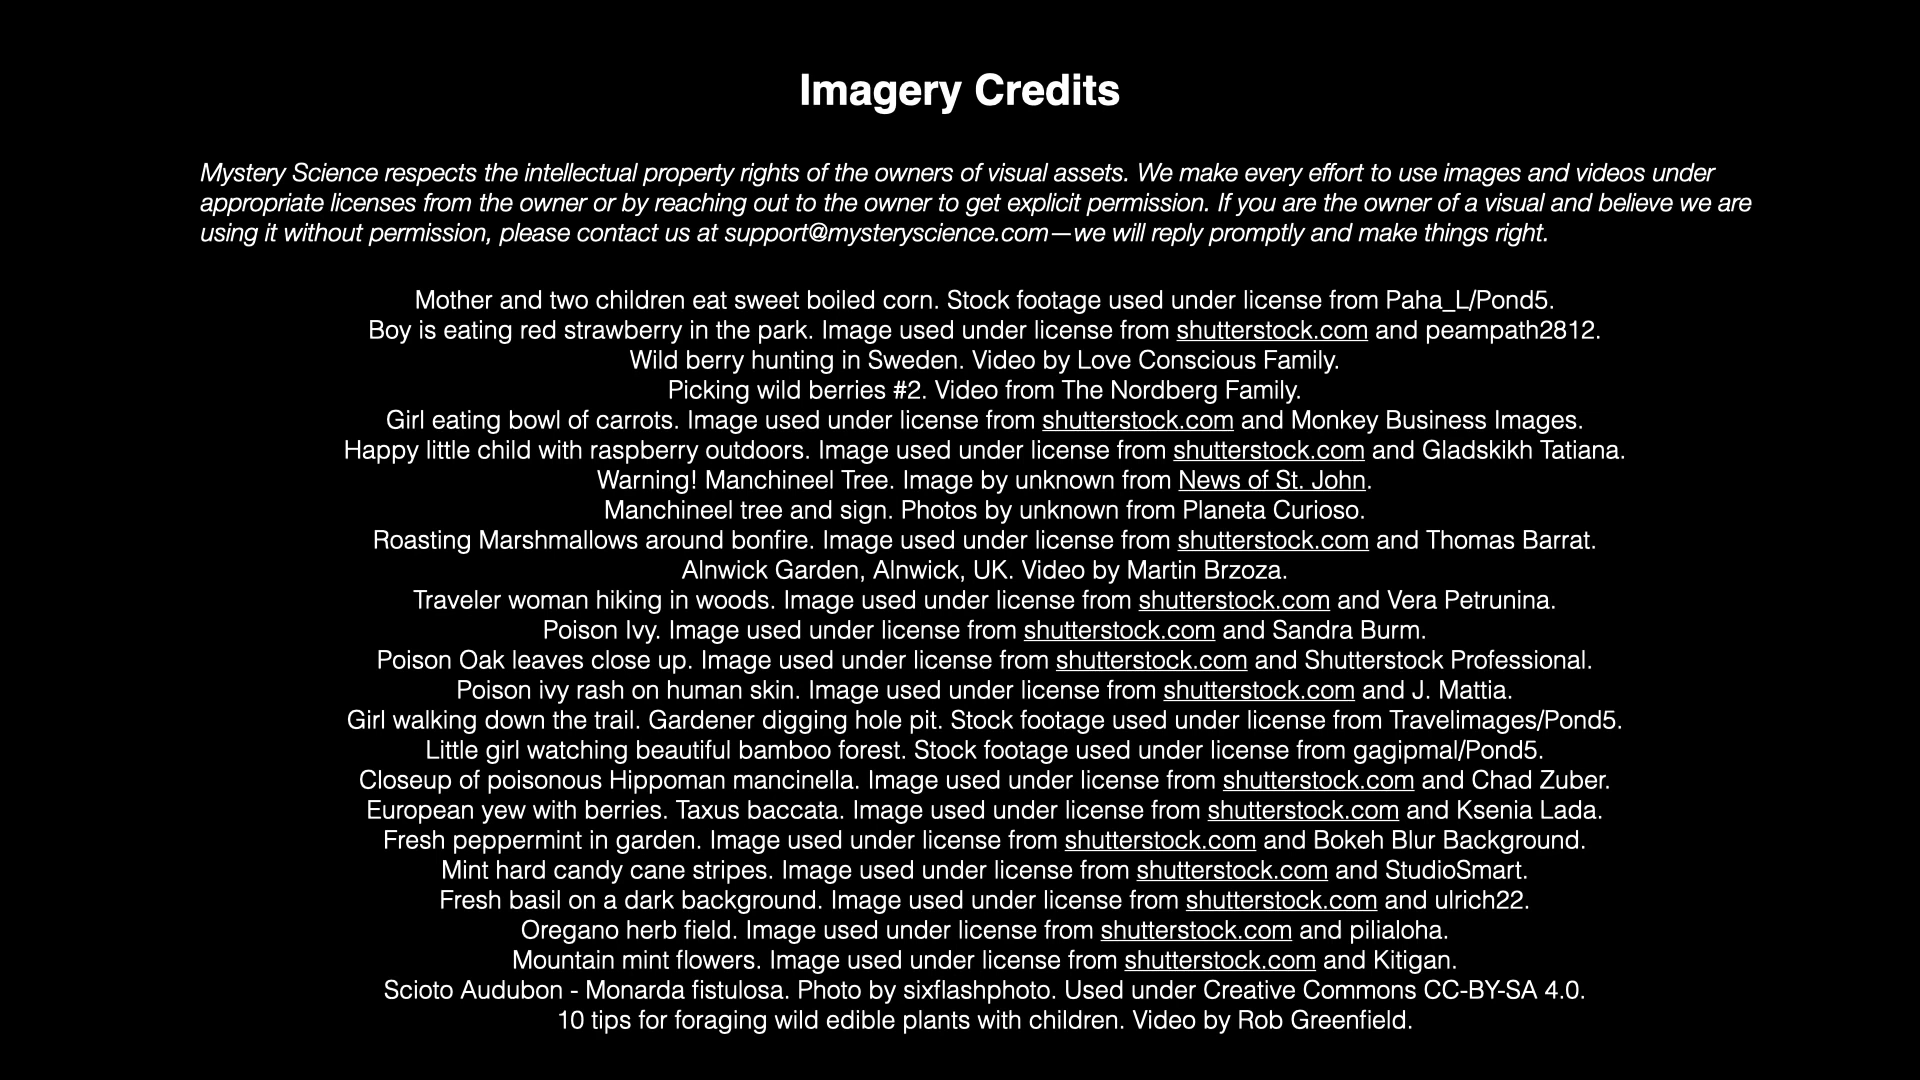 Imagery Credits
Mystery Science respects the intellectual property rights of the owners of visual assets. We make every effort to use images and videos under
appropriate licenses from the owner or by reaching out to the owner to get explicit permission. If you are the owner of a visual and believe we are
using it without permission, please contact us at support@mysteryscience.com—we will reply promptly and make things right.
Mother and two children eat sweet boiled corn. Stock footage used under license from Paha_L/Pond5.
Boy is eating red strawberry in the park. Image used under license from shutterstock.com and peampath2812.
Wild berry hunting in Sweden. Video by Love Conscious Family.
Picking wild berries #2. Video from The Nordberg Family.
Girl eating bowl of carrots. Image used under license from shutterstock.com and Monkey Business Images.
Happy little child with raspberry outdoors. Image used under license from shutterstock.com and Gladskikh Tatiana.
Warning! Manchineel Tree. Image by unknown from News of St. John.
Manchineel tree and sign. Photos by unknown from Planeta Curioso.
Roasting Marshmallows around bonfire. Image used under license from shutterstock.com and Thomas Barrat.
Alnwick Garden, Alnwick, UK. Video by Martin Brzoza.
Traveler woman hiking in woods. Image used under license from shutterstock.com and Vera Petrunina.
Poison Ivy. Image used under license from shutterstock.com and Sandra Burm.
Poison Oak leaves close up. Image used under license from shutterstock.com and Shutterstock Professional.
Poison ivy rash on human skin. Image used under license from shutterstock.com and J. Mattia.
Girl walking down the trail. Gardener digging hole pit. Stock footage used under license from Travelimages/Pond5.
Little girl watching beautiful bamboo forest. Stock footage used under license from gagipmal/Pond5.
Closeup of poisonous Hippoman mancinella. Image used under license from shutterstock.com and Chad Zuber.
European yew with berries. Taxus baccata. Image used under license from shutterstock.com and Ksenia Lada.
Fresh peppermint in garden. Image used under license from shutterstock.com and Bokeh Blur Background.
Mint hard candy cane stripes. Image used under license from shutterstock.com and StudioSmart.
Fresh basil on a dark background. Image used under license from shutterstock.com and ulrich22.
Oregano herb field. Image used under license from shutterstock.com and pilialoha.
Mountain mint flowers. Image used under license from shutterstock.com and Kitigan.
Scioto Audubon - Monarda fistulosa. Photo by sixflashphoto. Used under Creative Commons CC-BY-SA 4.0.
10 tips for foraging wild edible plants with children. Video by Rob Greenfield.